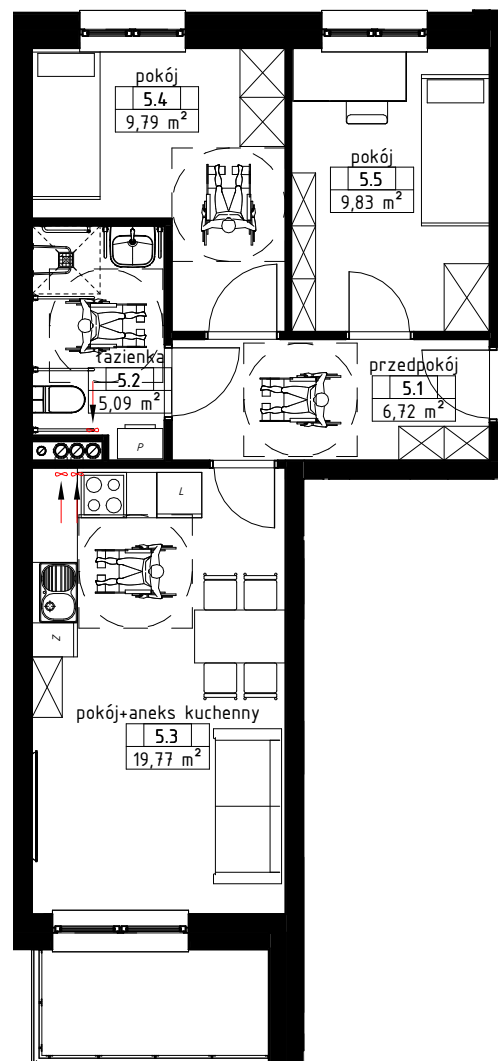 pokój
5.4
9,79 m²
pokój
5.5
9,83 m²
łazienka
5.2
5,09 m²
P
przedpokój
5.1
6,72 m²
L
Z
pokój+aneks kuchenny
5.3
19,77 m²